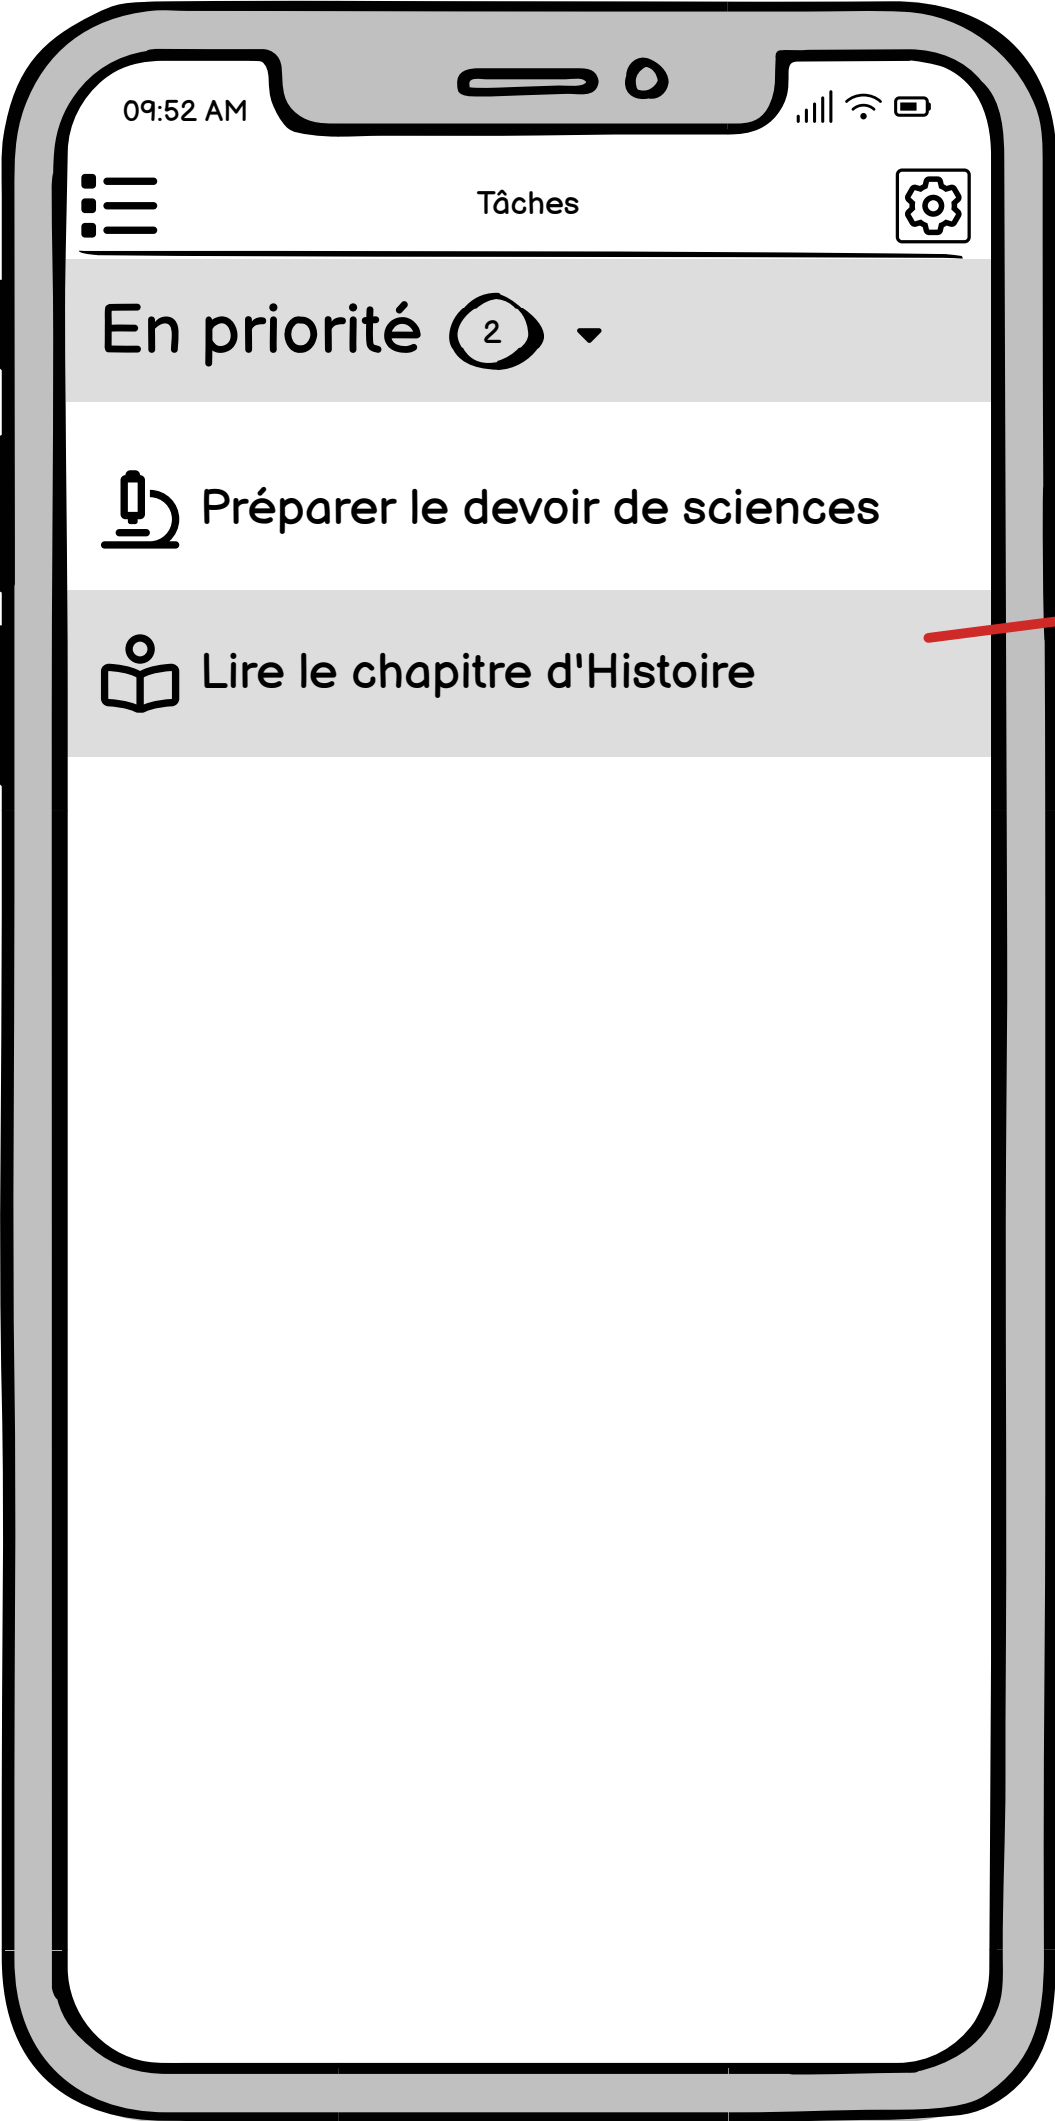 09:52 AM
Tâches
En priorité 2
Préparer le devoir de sciences
Lire le chapitre d'Histoire